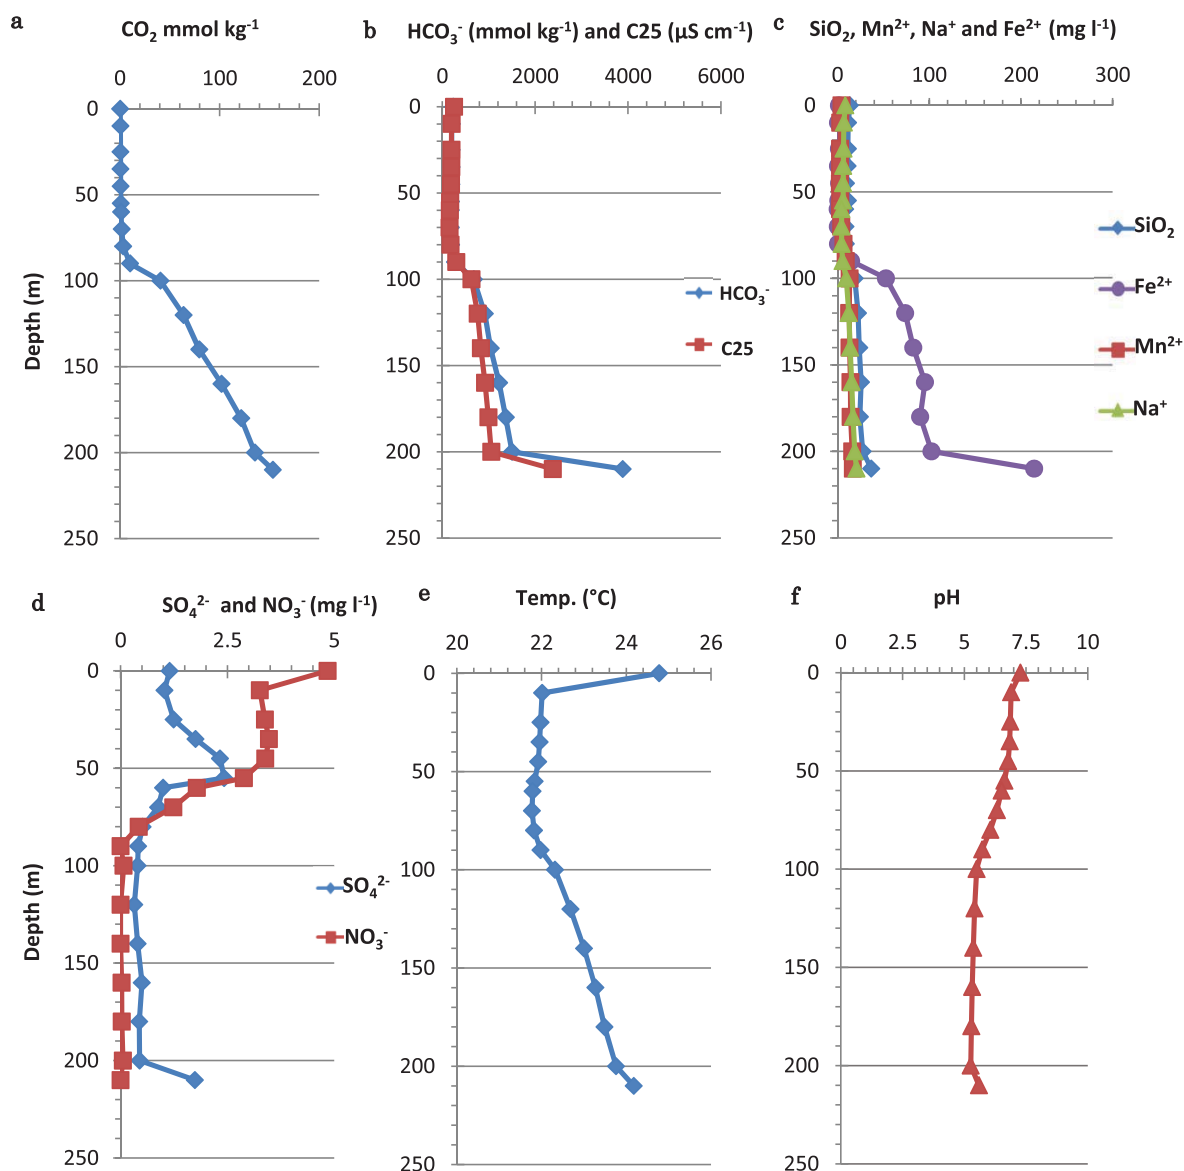 a
CO₂ mmol kg⁻¹
0 100 200
0
50
100
150
200
250
Depth (m)
b
HCO₃⁻ (mmol kg⁻¹) and C25 (µS cm⁻¹)
0 2000 4000 6000
0
50
100
150
200
250
HCO₃⁻
C25
c
SiO₂, Mn²⁺, Na⁺ and Fe²⁺ (mg l⁻¹)
0 100 200 300
0
50
100
150
200
250
SiO₂
Fe²⁺
Mn²⁺
Na⁺
d
SO₄²⁻ and NO₃⁻ (mg l⁻¹)
0 2.5 5
0
50
100
150
200
250
Depth (m)
SO₄²⁻
NO₃⁻
e
Temp. (°C)
20 22 24 26
0
50
100
150
200
250
f
pH
0 2.5 5 7.5 10
0
50
100
150
200
250